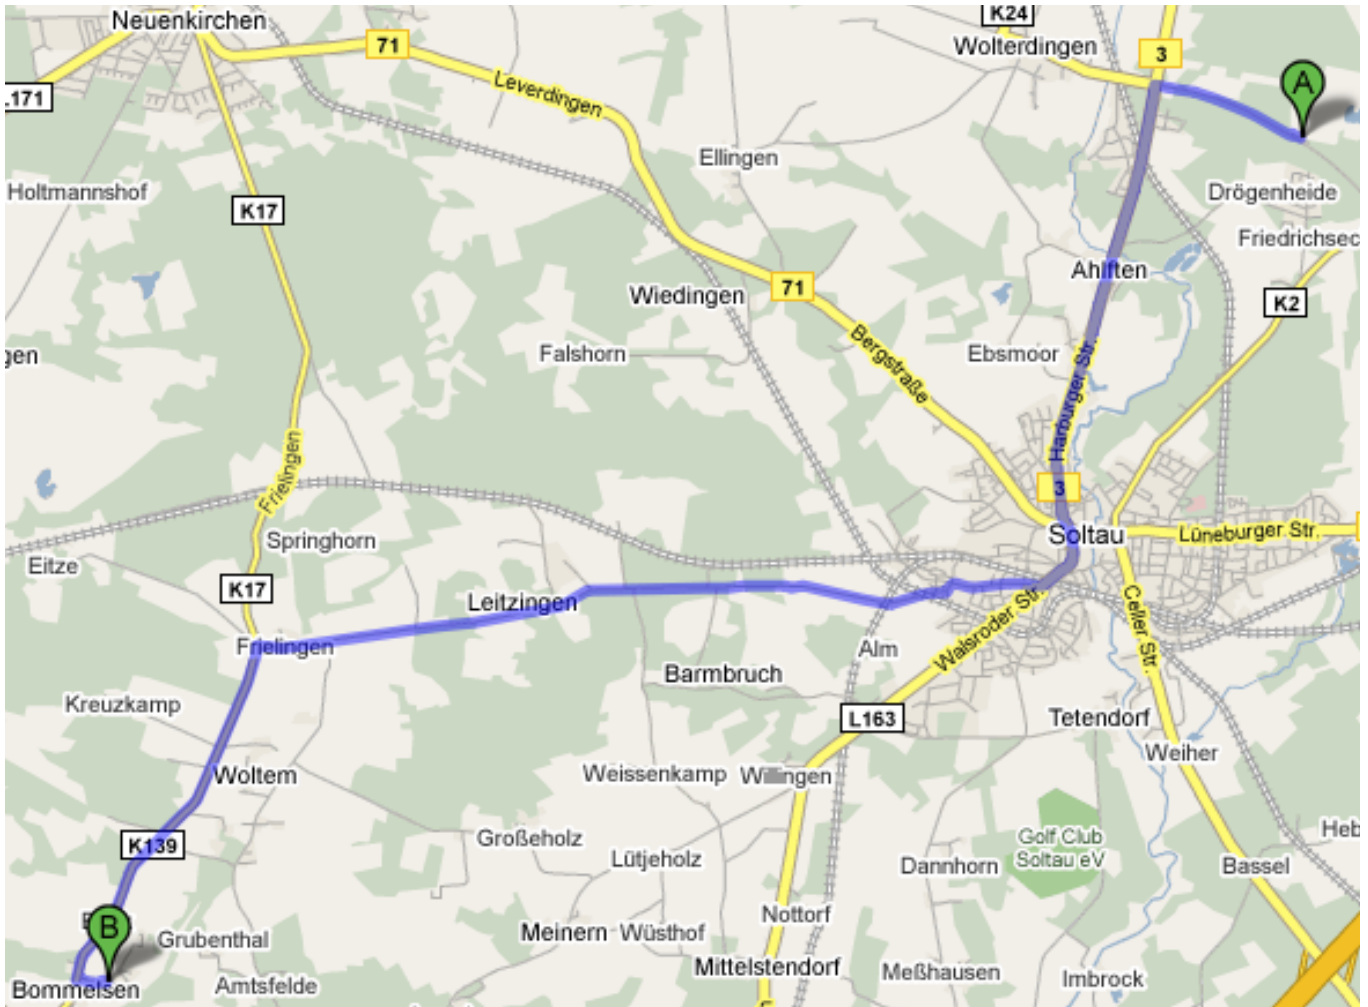 Neuenkirchen
K24
Wolterdingen
71
3
Leverdingen
L171
A
Ellingen
Holtmannshof
Drögenheide
K17
Friedrichsec
Ahlften
Wiedingen
71
K2
Falshorn
Ebsmoor
Bergstraße
Harburger Str.
Frielingen
3
Springhorn
Soltau
Lüneburger Str.
Eitze
K17
Leitzingen
Celler Str.
Walsroder Str.
Frielingen
Alm
Barmbruch
Kreuzkamp
L163
Tetendorf
Weiher
Woltem
Weissenkamp
Willingen
K139
Großeholz
Golf Club
Soltau eV
Heb
Lütjeholz
Dannhorn
Bassel
B
Nottorf
Grubenthal
Meinern
Wüsthof
Mittelstendorf
Meßhausen
Imbrock
Bommelsen
Amtsfelde